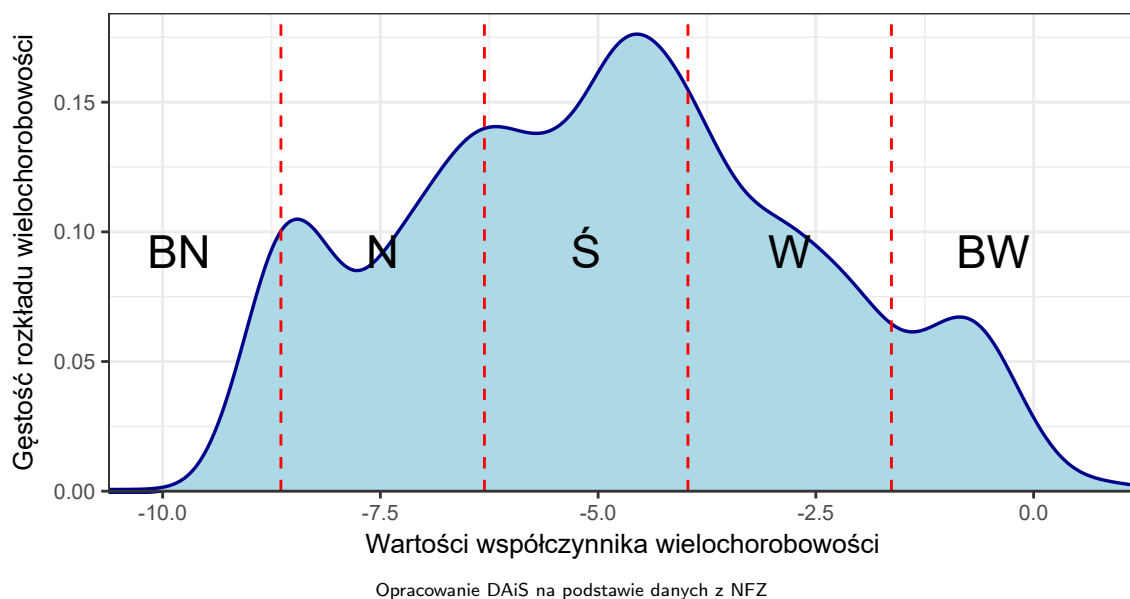 Gęstość rozkładu wielochorobowości
0.15
0.10
0.05
0.00
BN N Ś W BW
-10.0 -7.5 -5.0 -2.5 0.0
Wartości współczynnika wielochorobowości
Opracowanie DAiS na podstawie danych z NFZ